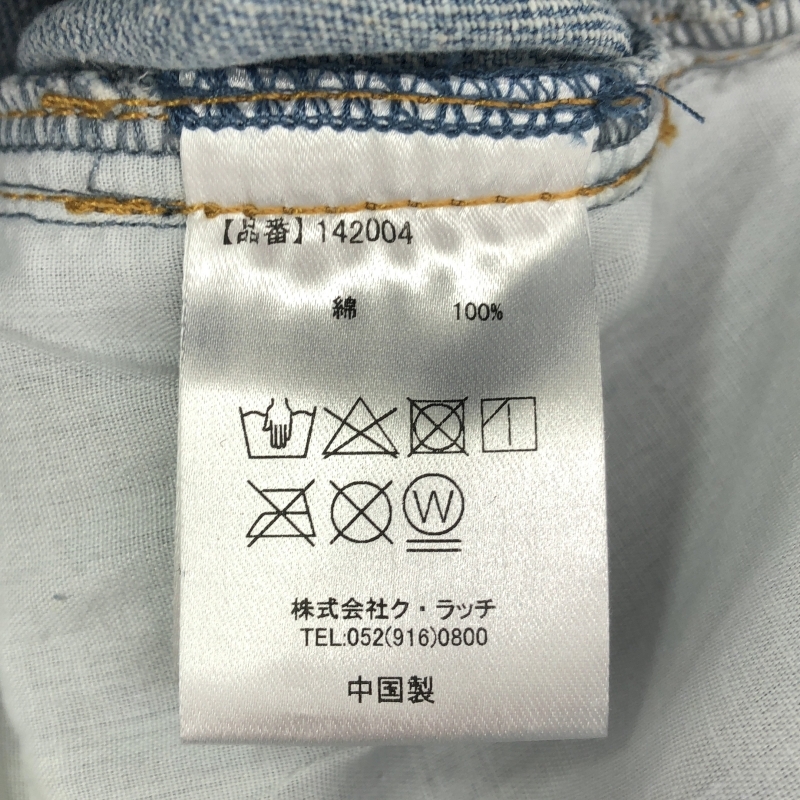 【品番】142004
綿 100%
W
株式会社ク・ラッチ
TEL.052(916)0800
中国製